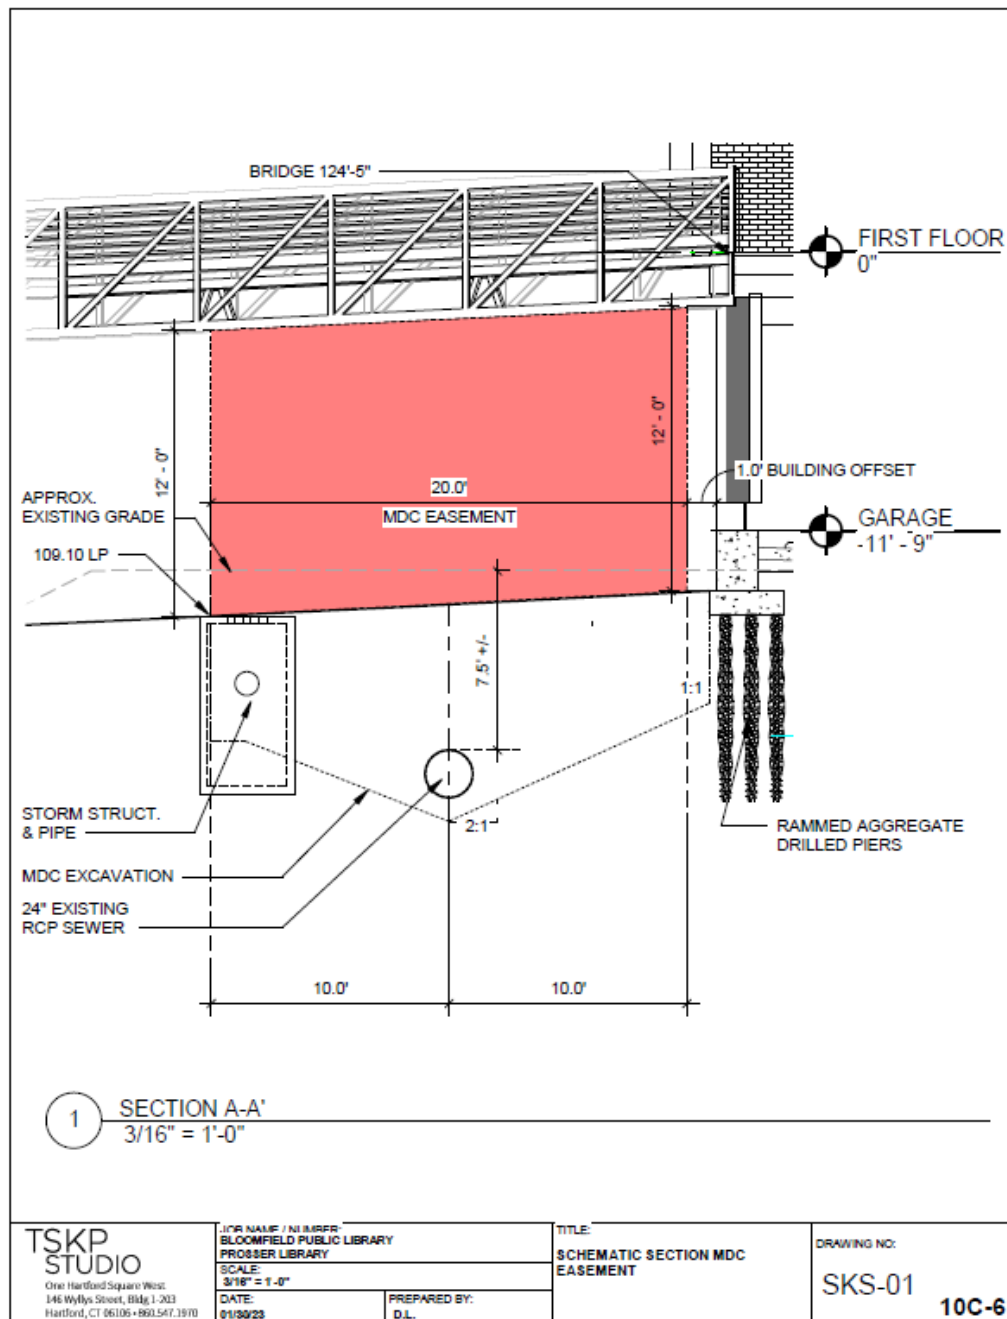 BRIDGE 124'-5"
FIRST FLOOR
0"
12' - 0"
12' - 0"
1.0' BUILDING OFFSET
20.0'
MDC EASEMENT
APPROX.
EXISTING GRADE
GARAGE
-11' - 9"
109.10 LP
7.5' +/-
1:1
STORM STRUCT.
& PIPE
2:1
RAMMED AGGREGATE
DRILLED PIERS
MDC EXCAVATION
24" EXISTING
RCP SEWER
10.0'
10.0'
1
SECTION A-A'
3/16" = 1'-0"
TSKP
STUDIO
One Hartford Square West
146 Wyllys Street, Bldg 1-203
Hartford, CT 06106 • 860.547.1970
JOB NAME / NUMBER:
BLOOMFIELD PUBLIC LIBRARY
PROSSER LIBRARY
SCALE:
3/16" = 1'-0"
DATE:
01/30/23
PREPARED BY:
D.L.
TITLE:
SCHEMATIC SECTION MDC
EASEMENT
DRAWING NO:
SKS-01
10C-6